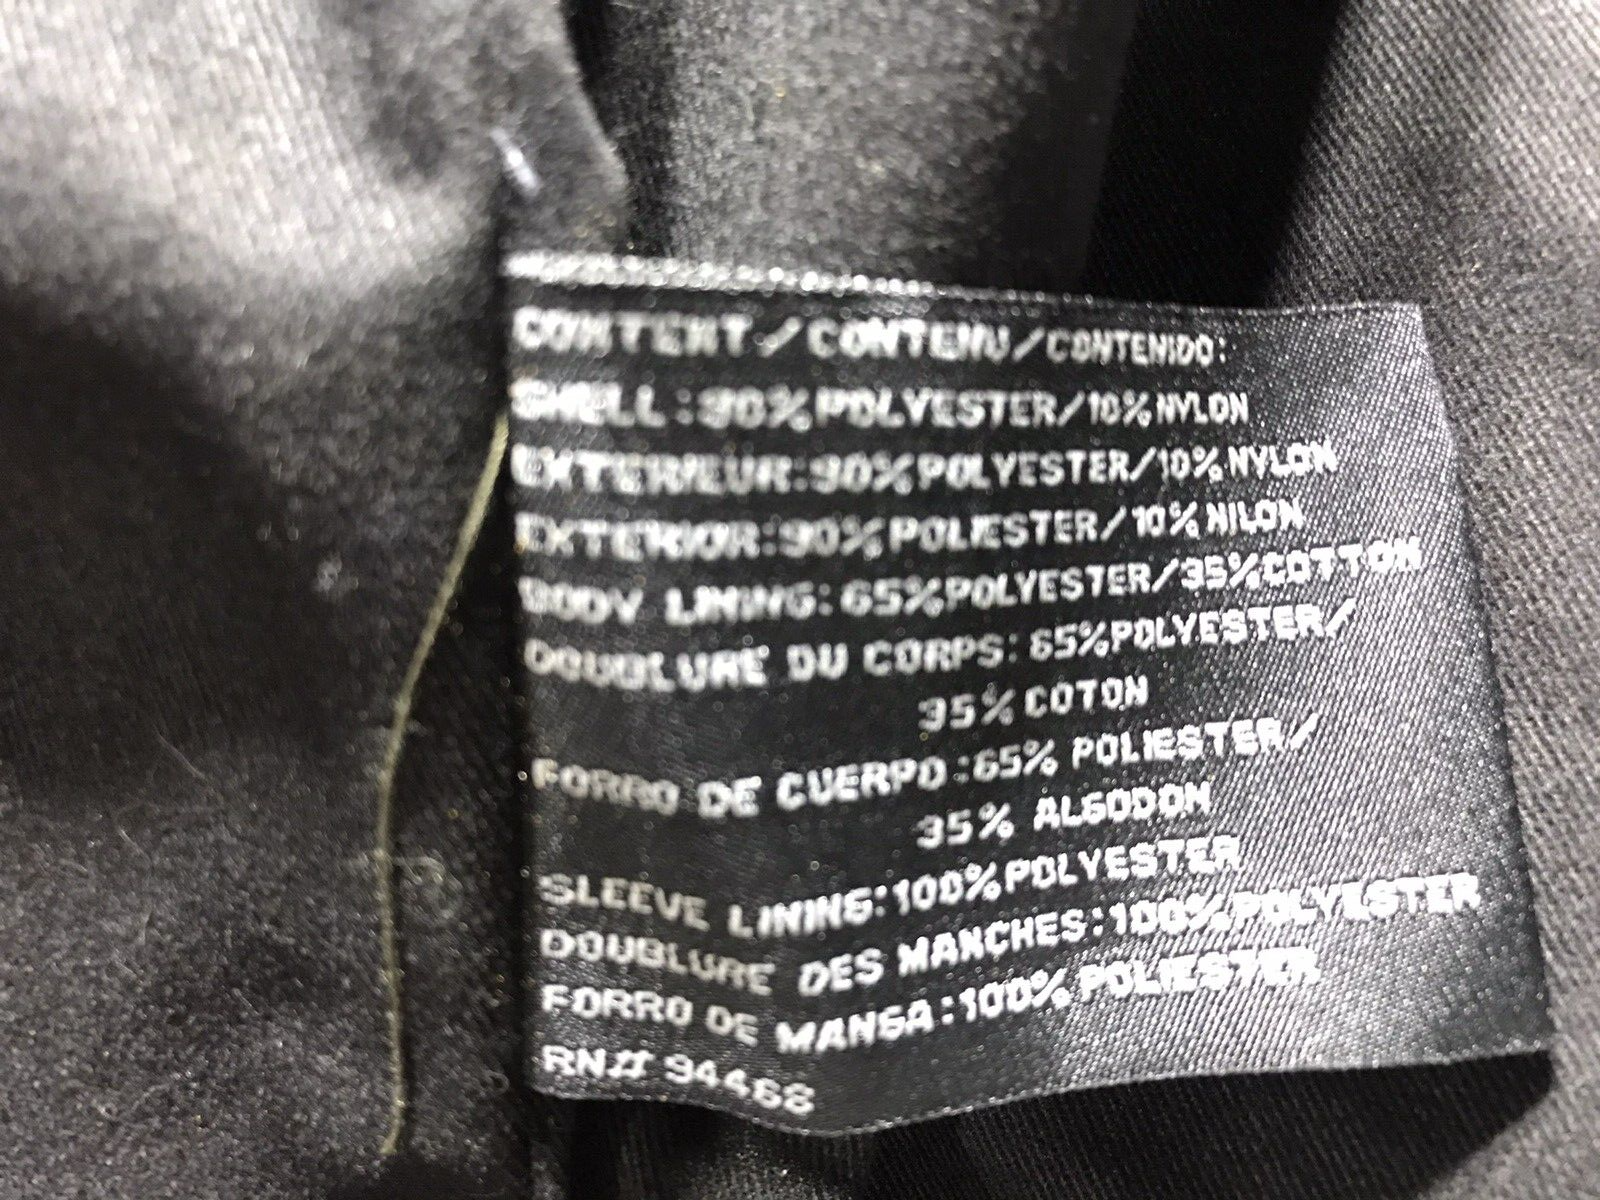 CONTENT/CONTENU/CONTENIDO:
SHELL:90%POLYESTER/10%NYLON
EXTERIEUR:90%POLYESTER/10%NYLON
EXTERIOR:90%POLIESTER/10%NILON
BODY LINING:65%POLYESTER/35%COTTON
DOUBLURE DU CORPS:65%POLYESTER/
35%COTON
FORRO DE CUERPO:65% POLIESTER/
35% ALGODON
SLEEVE LINING:100%POLYESTER
DOUBLURE DES MANCHES:100%POLYESTER
FORRO DE MANGA:100% POLIESTER
RN# 94468